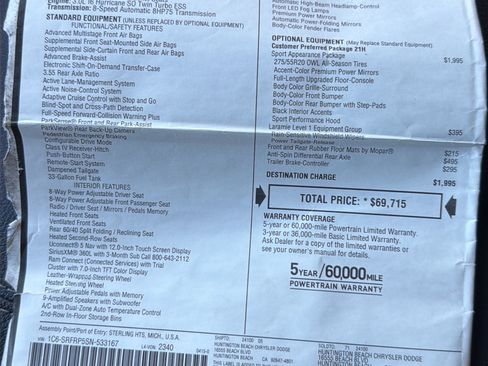 Engine: 3.0L I6 Hurricane SO Twin Turbo ESS
Transmission: 8-Speed Automatic 8HP75 Transmission
STANDARD EQUIPMENT (UNLESS REPLACED BY OPTIONAL EQUIPMENT)
FUNCTIONAL/SAFETY FEATURES
Advanced Multistage Front Air Bags
Supplemental Front Seat-Mounted Side Air Bags
Supplemental Side-Curtain Front and Rear Air Bags
Advanced Brake-Assist
Electronic Shift-On-Demand Transfer-Case
3.55 Rear Axle Ratio
Active Lane-Management System
Active Noise-Control System
Adaptive Cruise Control with Stop and Go
Blind-Spot and Cross-Path Detection
Full-Speed Forward-Collision Warning Plus
ParkSense® Front and Rear Park-Assist
ParkView® Rear Back-Up Camera
Pedestrian Emergency Braking
Configurable Drive Mode
Class IV Receiver-Hitch
Push-Button Start
Remote-Start System
Dampened Tailgate
33-Gallon Fuel Tank
INTERIOR FEATURES
8-Way Power Adjustable Driver Seat
8-Way Power Adjustable Front Passenger Seat
Radio / Driver Seat / Mirrors / Pedals Memory
Heated Front Seats
Ventilated Front Seats
Rear 60/40 Split Folding / Reclining Seat
Heated Second-Row Seats
Uconnect® 5 Nav with 12.0-Inch Touch Screen Display
SiriusXM® 360L with 3-Month Sub Call 800-643-2112
Ram Connect (Connected Services) with Trial
Cluster with 7.0-Inch TFT Color Display
Leather-Wrapped Steering Wheel
Heated Steering Wheel
Power Adjustable Pedals with Memory
9-Amplified Speakers with Subwoofer
A/C with Dual-Zone Auto Temperature Control
2nd-Row In-Floor Storage Bins
Automatic High-Beam Headlamp-Control
Front LED Fog Lamps
Premium Power Mirrors
Automatic Power-Folding Mirrors
OPTIONAL EQUIPMENT (May Replace Standard Equipment)
Customer Preferred Package 21H
Sport Appearance Package $1,995
275/55R20 OWL All-Season Tires
Accent-Color Premium Power Mirrors
Full-Length Upgraded Floor-Console
Body Color Grille-Surround
Body Color Front Bumper
Body Color Rear Bumper with Step-Pads
Black Interior Accents
Sport Performance Hood
Laramie Level 1 Equipment Group $395
Rain-Sensitive Windshield Wipers
Power Tailgate-Release
Front and Rear Rubber Floor Mats by Mopar® $215
Anti-Spin Differential Rear Axle $495
Trailer Brake-Controller $295
DESTINATION CHARGE $1,995
TOTAL PRICE: * $69,715
WARRANTY COVERAGE
5-year or 60,000-mile Powertrain Limited Warranty.
3-year or 36,000-mile Basic Limited Warranty.
Ask Dealer for a copy of the limited warranties or
see your owner's manual for details.
5 YEAR / 60,000 MILE
POWERTRAIN WARRANTY
Assembly Point/Port of Entry: STERLING HTS, MICH., U.S.A.
VIN: 1C6-SRFRP5SN-533167
2340
SHIPTO: 24100
HUNTINGTON BEACH CHRYSLER DODGE
16555 BEACH BLVD
HUNTINGTON BEACH
CA 92647-4801
SOLDTO: 71 24100
HUNTINGTON BEACH CHRYSLER DODGE
16555 BEACH BLVD
HUNTINGTON BEACH